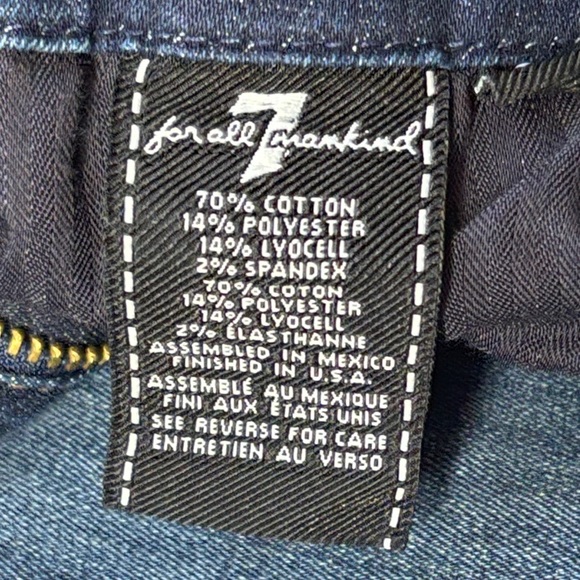 for all 7 mankind
70% COTTON
14% POLYESTER
14% LYOCELL
2% SPANDEX
70% COTON
14% POLYESTER
14% LYOCELL
2% ÉLASTHANNE
ASSEMBLED IN MEXICO
FINISHED IN U.S.A.
ASSEMBLÉ AU MEXIQUE
FINI AUX ÉTATS UNIS
SEE REVERSE FOR CARE
ENTRETIEN AU VERSO